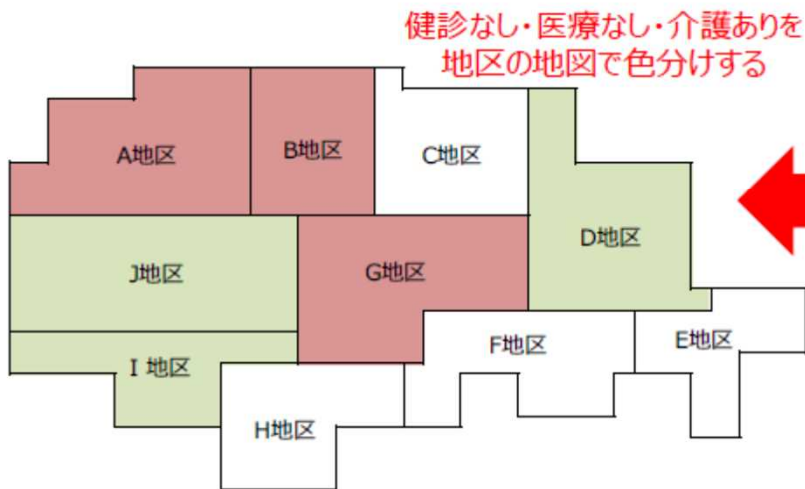 健診なし・医療なし・介護ありを
地区の地図で色分けする
A地区
B地区
C地区
D地区
J地区
G地区
F地区
E地区
I 地区
H地区